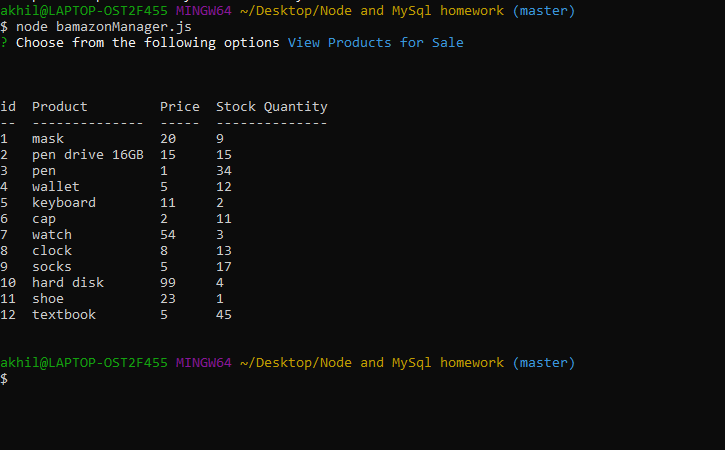 akhil@LAPTOP-OST2F455 MINGW64 ~/Desktop/Node and MySql homework (master)
$ node bamazonManager.js
? Choose from the following options View Products for Sale
id  Product         Price  Stock Quantity
--  --------------  -----  --------------
1   mask            20     9
2   pen drive 16GB  15     15
3   pen             1      34
4   wallet          5      12
5   keyboard        11     2
6   cap             2      11
7   watch           54     3
8   clock           8      13
9   socks           5      17
10  hard disk       99     4
11  shoe            23     1
12  textbook        5      45
akhil@LAPTOP-OST2F455 MINGW64 ~/Desktop/Node and MySql homework (master)
$